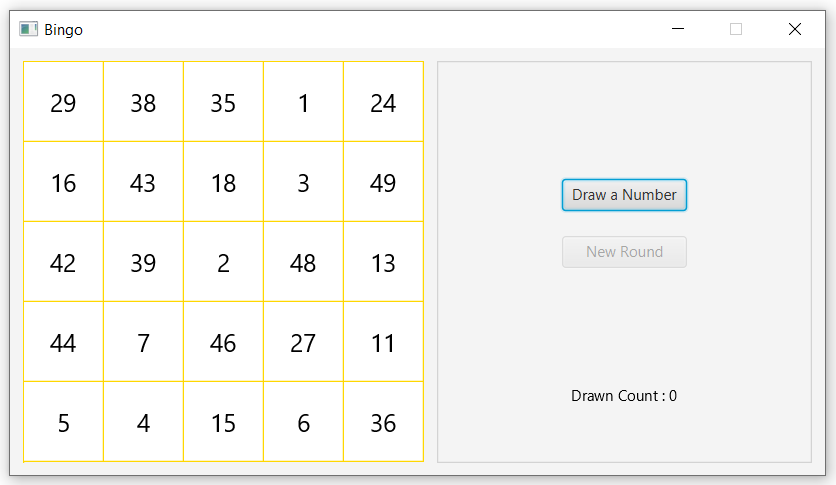 Bingo
29 38 35 1 24
16 43 18 3 49
42 39 2 48 13
44 7 46 27 11
5 4 15 6 36
Draw a Number
New Round
Drawn Count : 0